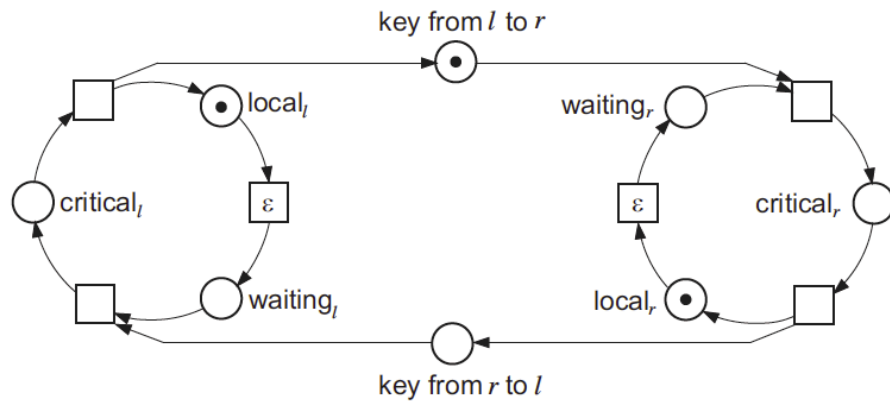 key from l to r
local_l
waiting_r
critical_l
ε
ε
critical_r
waiting_l
local_r
key from r to l